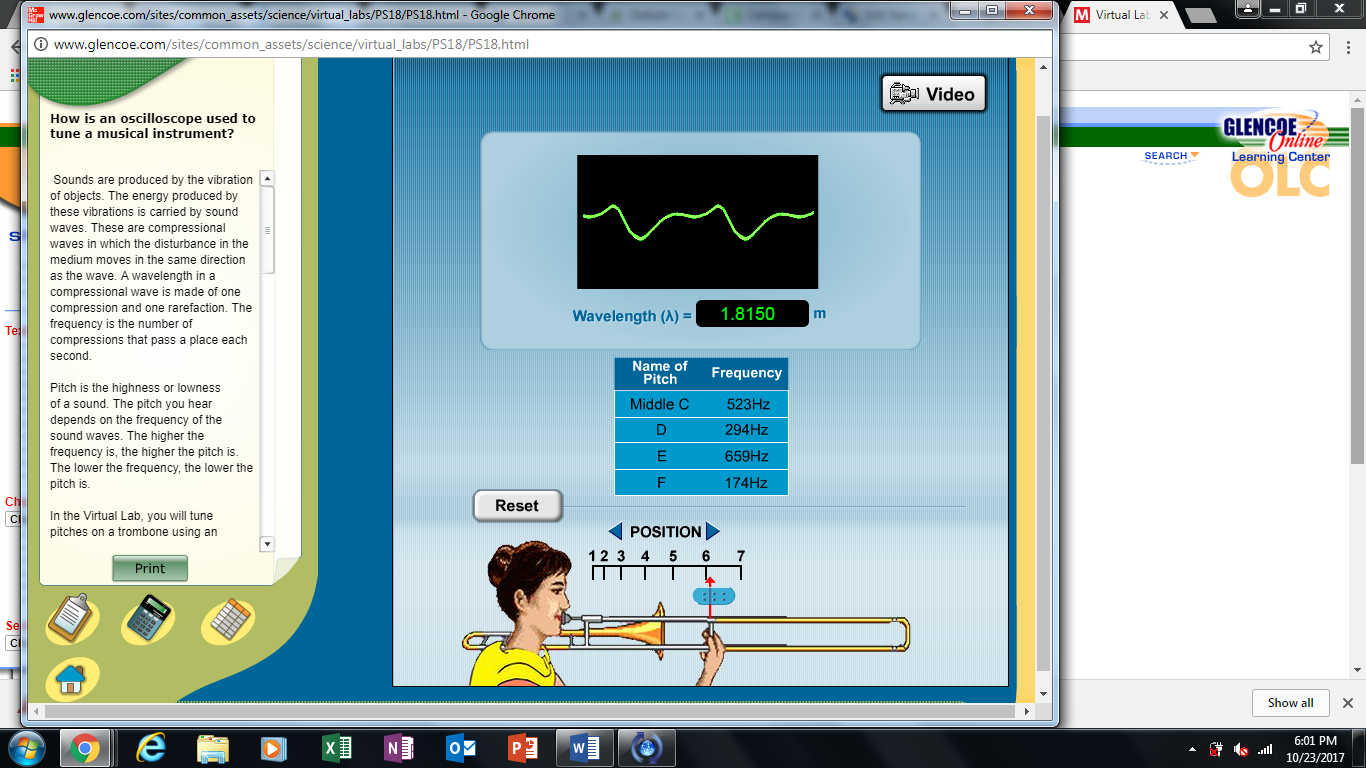 www.glencoe.com/sites/common_assets/science/virtual_labs/PS18/PS18.html - Google Chrome
Virtual Lab
www.glencoe.com/sites/common_assets/science/virtual_labs/PS18/PS18.html
How is an oscilloscope used to
tune a musical instrument?
Sounds are produced by the vibration
of objects. The energy produced by
these vibrations is carried by sound
waves. These are compressional
waves in which the disturbance in the
medium moves in the same direction
as the wave. A wavelength in a
compressional wave is made of one
compression and one rarefaction. The
frequency is the number of
compressions that pass a place each
second.
Pitch is the highness or lowness
of a sound. The pitch you hear
depends on the frequency of the
sound waves. The higher the
frequency is, the higher the pitch is.
The lower the frequency, the lower the
pitch is.
In the Virtual Lab, you will tune
pitches on a trombone using an
Print
Video
Wavelength (λ) = 1.8150 m
Name of Pitch Frequency
Middle C 523Hz
D 294Hz
E 659Hz
F 174Hz
Reset
POSITION
1 2 3 4 5 6 7
GLENCOE
Online
Learning Center
OLC
SEARCH
Show all
6:01 PM
10/23/2017